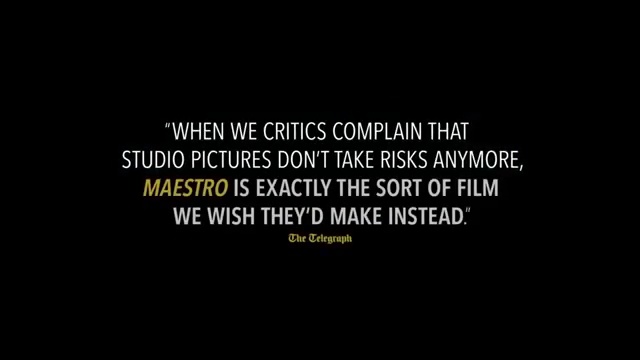 “WHEN WE CRITICS COMPLAIN THAT
STUDIO PICTURES DON’T TAKE RISKS ANYMORE,
MAESTRO IS EXACTLY THE SORT OF FILM
WE WISH THEY’D MAKE INSTEAD.”
The Telegraph